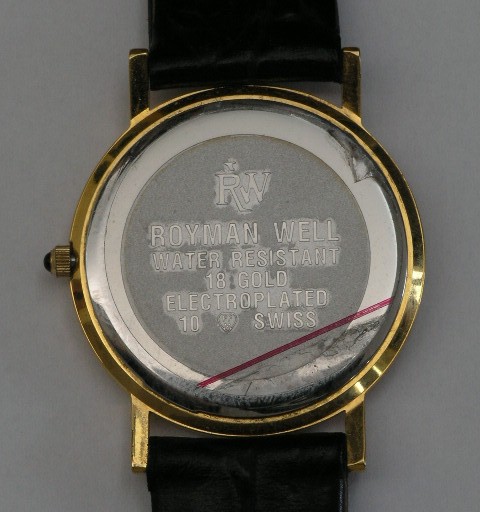 RW
ROYMAN WELL
WATER RESISTANT
18 GOLD
ELECTROPLATED
10 SWISS